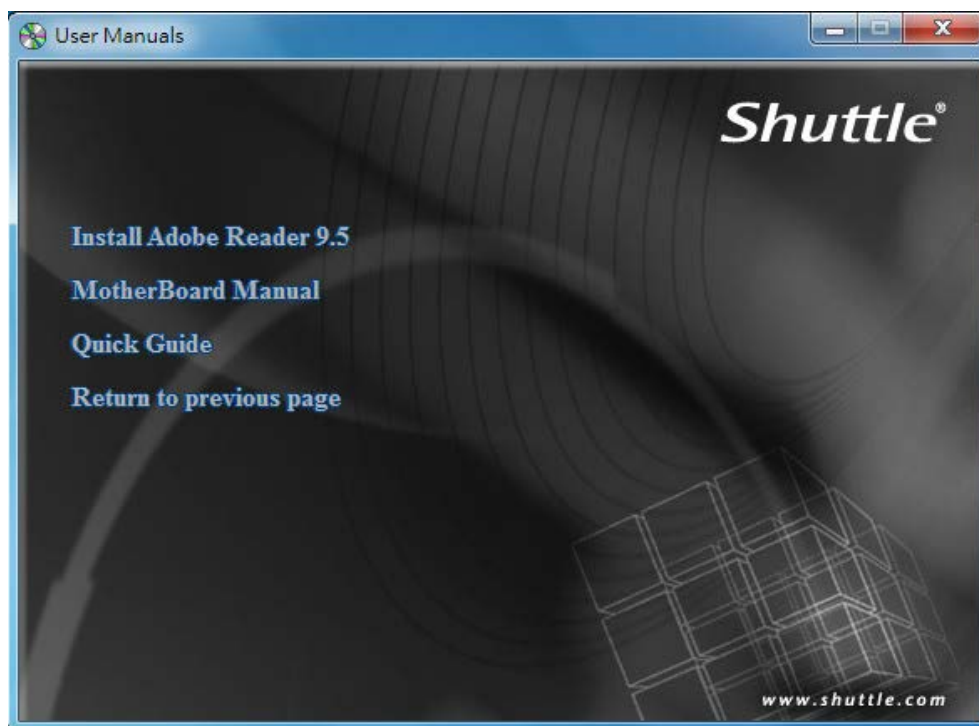 User Manuals
Shuttle®
Install Adobe Reader 9.5
MotherBoard Manual
Quick Guide
Return to previous page
www.shuttle.com